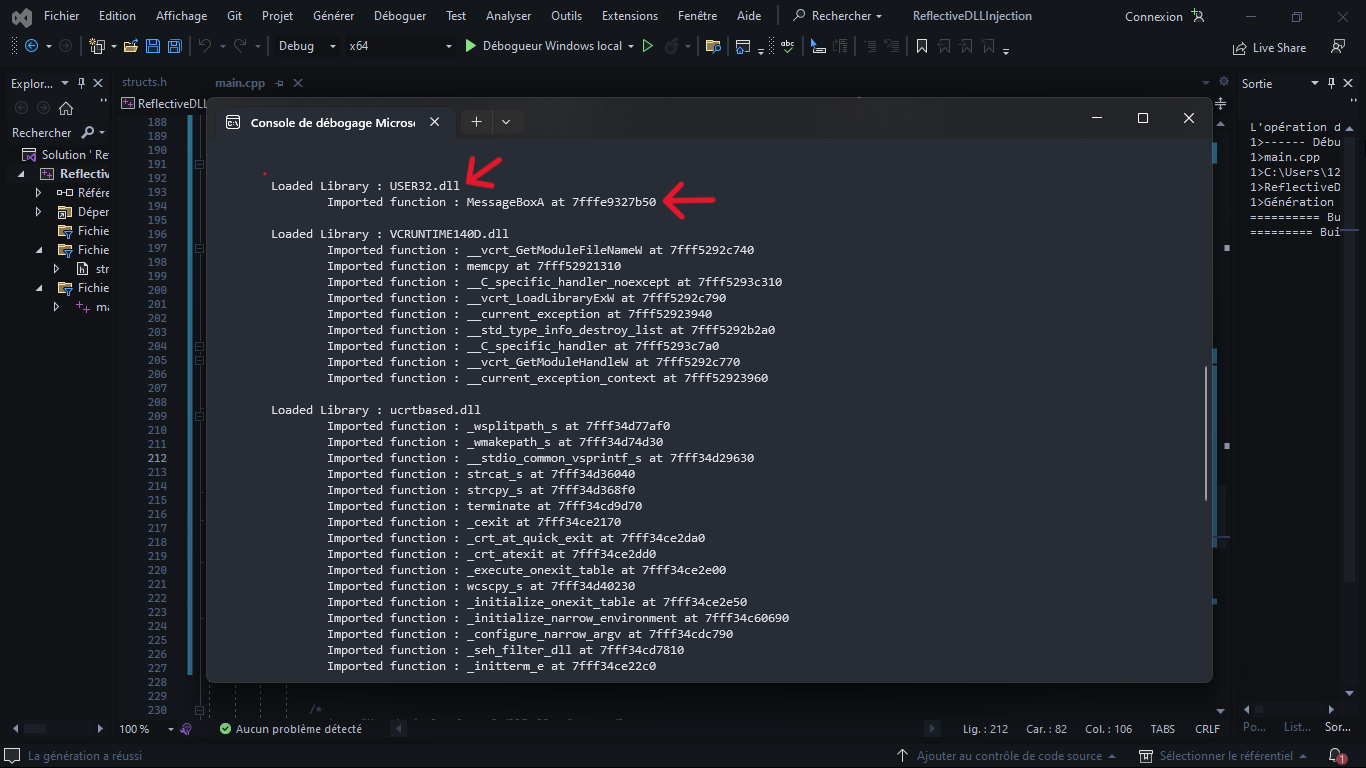 Fichier Edition Affichage Git Projet Générer Déboguer Test Analyser Outils Extensions Fenêtre Aide Rechercher ReflectiveDLLInjection Connexion
Debug x64 Débogueur Windows local Live Share
Explor... structs.h main.cpp Sortie
ReflectiveDLL
Rechercher
Solution ' Re
Reflective
Référe
Dépen
Fichie
Fichie
str
Fichie
ma
188
189
190
191
192
193
194
195
196
197
198
199
200
201
202
203
204
205
206
207
208
209
210
211
212
213
214
215
216
217
218
219
220
221
222
223
224
225
226
227
228
229
230
/*
Console de débogage Micros
Loaded Library : USER32.dll
Imported function : MessageBoxA at 7fffe9327b50
Loaded Library : VCRUNTIME140D.dll
Imported function : __vcrt_GetModuleFileNameW at 7fff5292c740
Imported function : memcpy at 7fff52921310
Imported function : __C_specific_handler_noexcept at 7fff5293c310
Imported function : __vcrt_LoadLibraryExW at 7fff5292c790
Imported function : __current_exception at 7fff52923940
Imported function : __std_type_info_destroy_list at 7fff5292b2a0
Imported function : __C_specific_handler at 7fff5293c7a0
Imported function : __vcrt_GetModuleHandleW at 7fff5292c770
Imported function : __current_exception_context at 7fff52923960
Loaded Library : ucrtbased.dll
Imported function : _wsplitpath_s at 7fff34d77af0
Imported function : _wmakepath_s at 7fff34d74d30
Imported function : __stdio_common_vsprintf_s at 7fff34d29630
Imported function : strcat_s at 7fff34d36040
Imported function : strcpy_s at 7fff34d368f0
Imported function : terminate at 7fff34cd9d70
Imported function : _cexit at 7fff34ce2170
Imported function : _crt_at_quick_exit at 7fff34ce2da0
Imported function : _crt_atexit at 7fff34ce2dd0
Imported function : _execute_onexit_table at 7fff34ce2e00
Imported function : wcscpy_s at 7fff34d40230
Imported function : _initialize_onexit_table at 7fff34ce2e50
Imported function : _initialize_narrow_environment at 7fff34c60690
Imported function : _configure_narrow_argv at 7fff34cdc790
Imported function : _seh_filter_dll at 7fff34cd7810
Imported function : _initterm_e at 7fff34ce22c0
L'opération d
1>------ Débu
1>main.cpp
1>C:\Users\12
1>ReflectiveD
1>Génération
========== Bu
========= Bui
100 % Aucun problème détecté Lig. : 212 Car. : 82 Col. : 106 TABS CRLF Po... List... Sor...
La génération a réussi Ajouter au contrôle de code source Sélectionner le référentiel 1